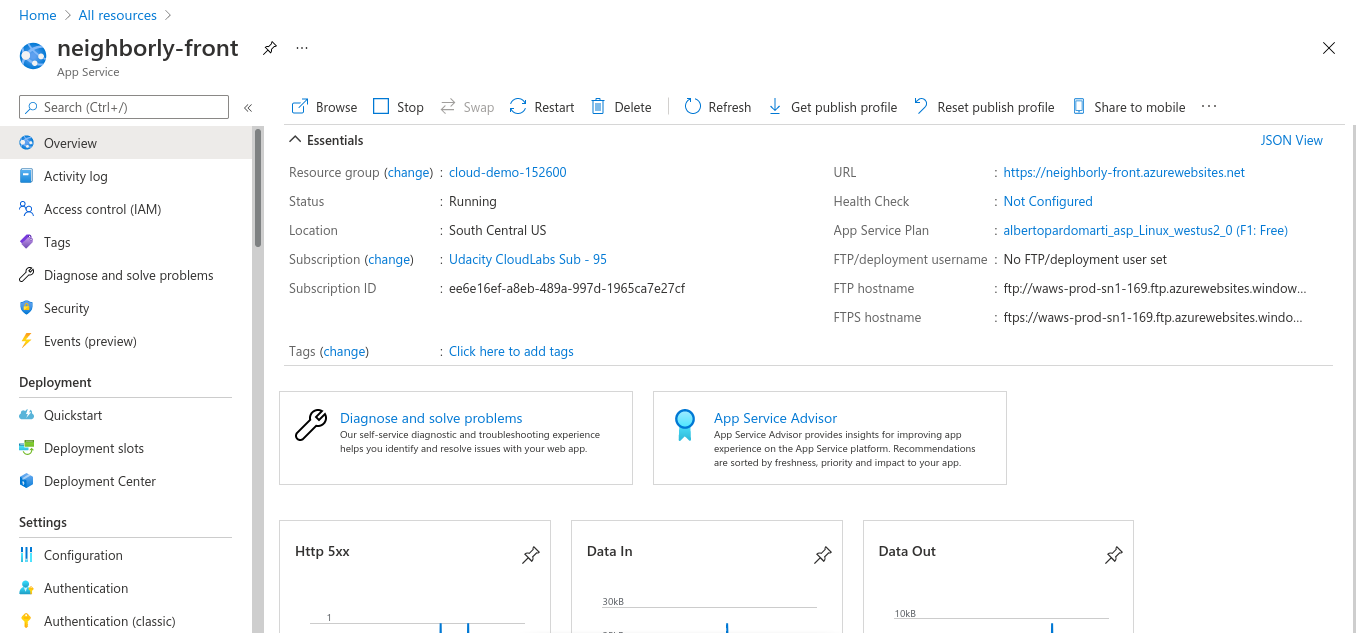 Home > All resources >
neighborly-front
App Service
Search (Ctrl+/)
«
Browse Stop Swap Restart Delete Refresh Get publish profile Reset publish profile Share to mobile ...
Overview
Activity log
Access control (IAM)
Tags
Diagnose and solve problems
Security
Events (preview)
Deployment
Quickstart
Deployment slots
Deployment Center
Settings
Configuration
Authentication
Authentication (classic)
Essentials
JSON View
Resource group (change) : cloud-demo-152600
Status : Running
Location : South Central US
Subscription (change) : Udacity CloudLabs Sub - 95
Subscription ID : ee6e16ef-a8eb-489a-997d-1965ca7e27cf
URL : https://neighborly-front.azurewebsites.net
Health Check : Not Configured
App Service Plan : albertopardomarti_asp_Linux_westus2_0 (F1: Free)
FTP/deployment username : No FTP/deployment user set
FTP hostname : ftp://waws-prod-sn1-169.ftp.azurewebsites.window...
FTPS hostname : ftps://waws-prod-sn1-169.ftp.azurewebsites.windo...
Tags (change) : Click here to add tags
Diagnose and solve problems
Our self-service diagnostic and troubleshooting experience
helps you identify and resolve issues with your web app.
App Service Advisor
App Service Advisor provides insights for improving app
experience on the App Service platform. Recommendations
are sorted by freshness, priority and impact to your app.
Http 5xx
1
Data In
30kB
Data Out
10kB